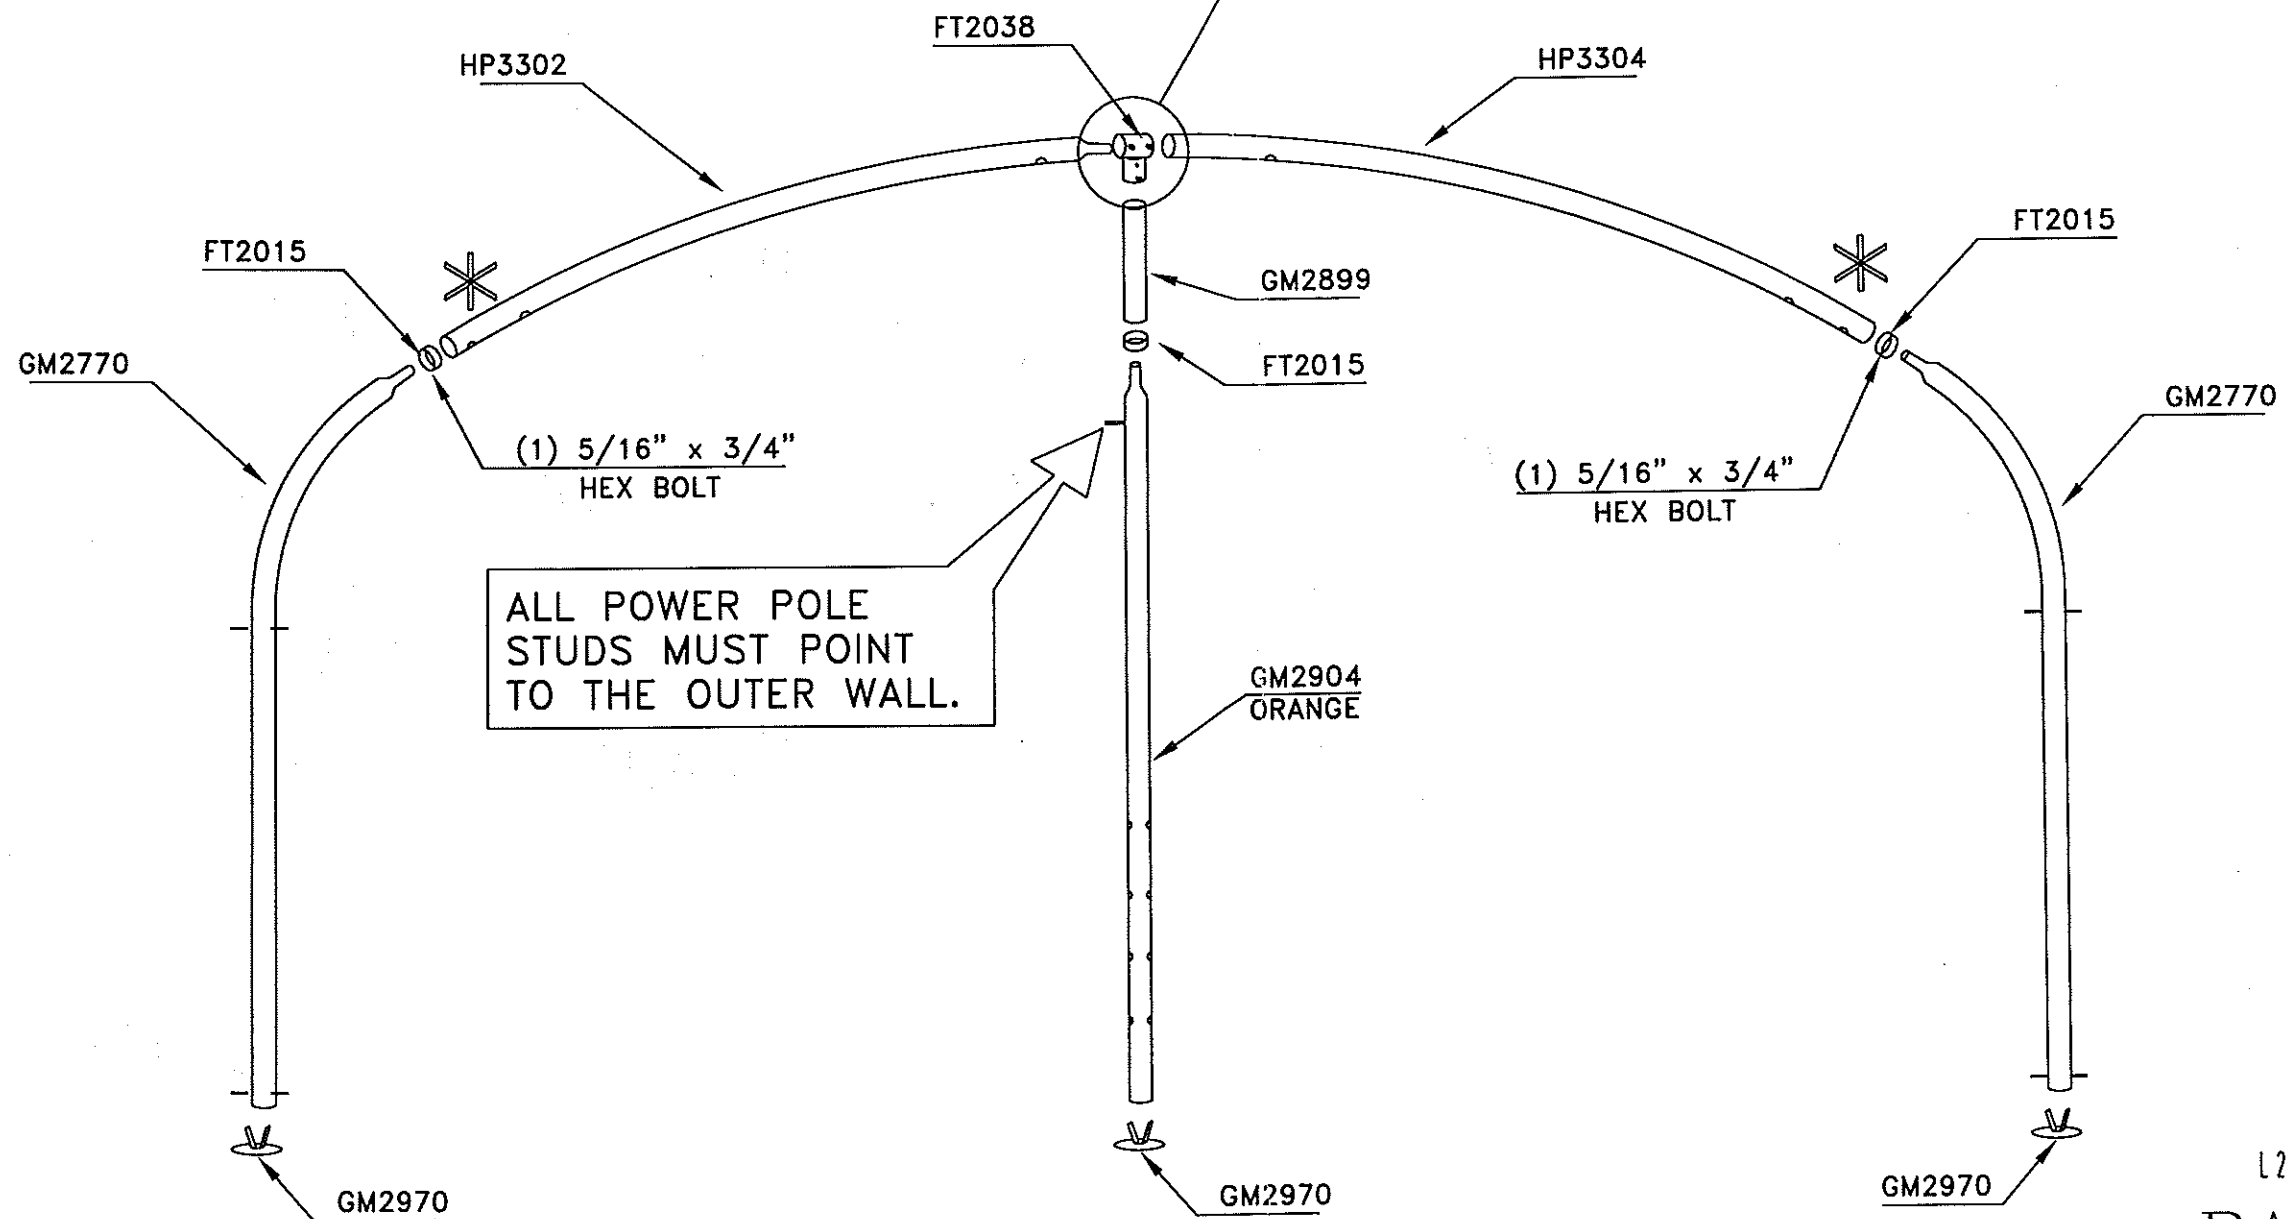 FT2038
HP3302
HP3304
FT2015
FT2015
GM2899
GM2770
FT2015
GM2770
(1) 5/16" x 3/4"
HEX BOLT
(1) 5/16" x 3/4"
HEX BOLT
ALL POWER POLE
STUDS MUST POINT
TO THE OUTER WALL.
GM2904
ORANGE
GM2970
GM2970
GM2970
L2